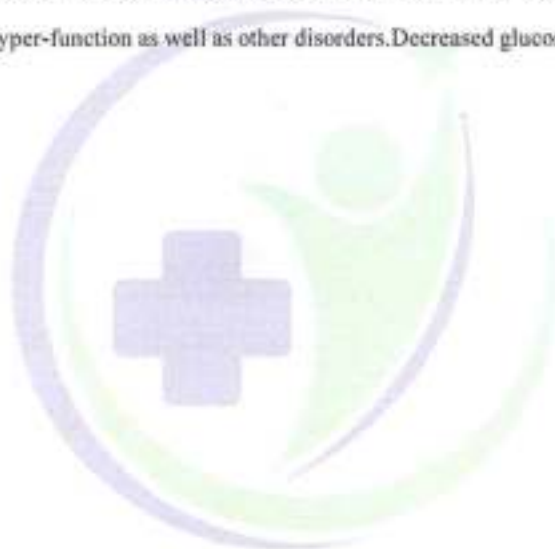 yper-function as well as other disorders.Decreased glucos